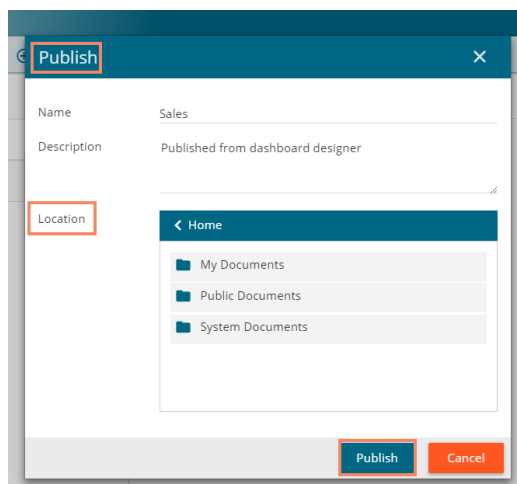 Publish
Name
Sales
Description
Published from dashboard designer
Location
Home
My Documents
Public Documents
System Documents
Publish
Cancel